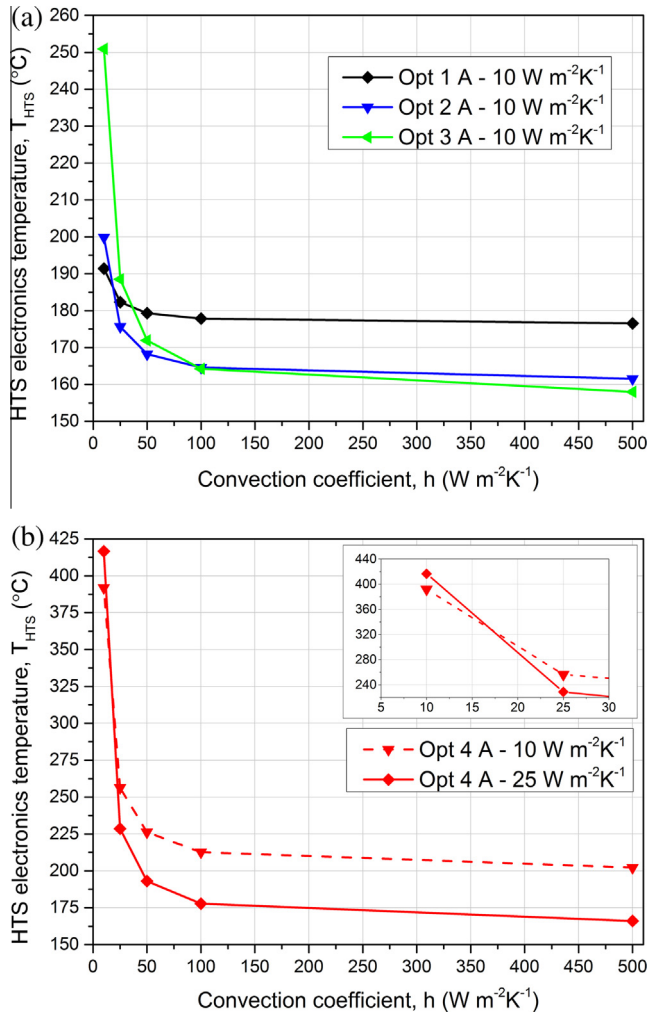 (a)
260
250
240
230
220
210
200
190
180
170
160
150
HTS electronics temperature, T_HTS (°C)
Opt 1 A - 10 W m⁻²K⁻¹
Opt 2 A - 10 W m⁻²K⁻¹
Opt 3 A - 10 W m⁻²K⁻¹
0 50 100 150 200 250 300 350 400 450 500
Convection coefficient, h (W m⁻²K⁻¹)
(b)
425
400
375
350
325
300
275
250
225
200
175
150
HTS electronics temperature, T_HTS (°C)
440
400
360
320
280
240
5 10 15 20 25 30
Opt 4 A - 10 W m⁻²K⁻¹
Opt 4 A - 25 W m⁻²K⁻¹
0 50 100 150 200 250 300 350 400 450 500
Convection coefficient, h (W m⁻²K⁻¹)